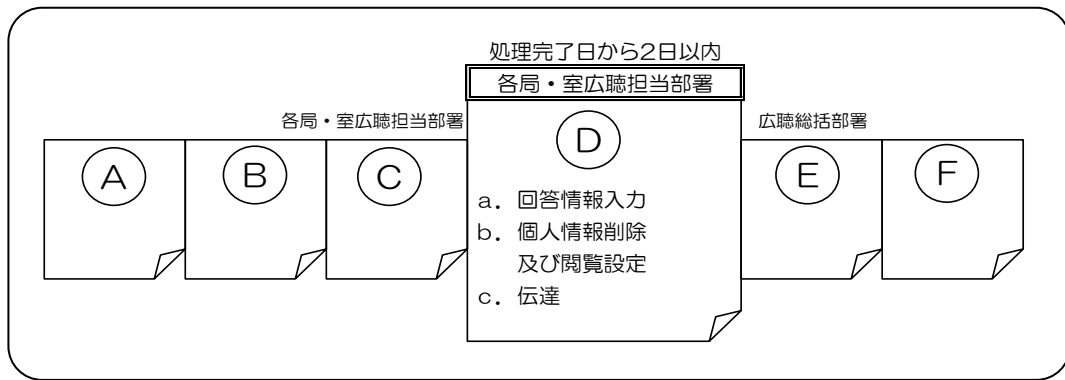 処理完了日から2日以内
各局・室広聴担当部署
各局・室広聴担当部署
広聴総括部署
A
B
C
D
E
F
a．回答情報入力
b．個人情報削除
及び閲覧設定
c．伝達